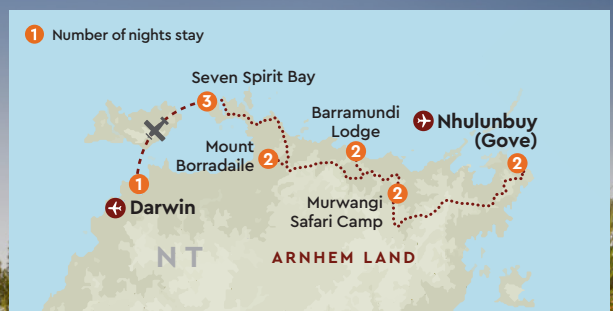 1 Number of nights stay
Seven Spirit Bay
3
Barramundi
Lodge
2
Nhulunbuy
(Gove)
2
Mount
Borradaile
2
1
Darwin
2
Murwangi
Safari Camp
NT
ARNHEM LAND